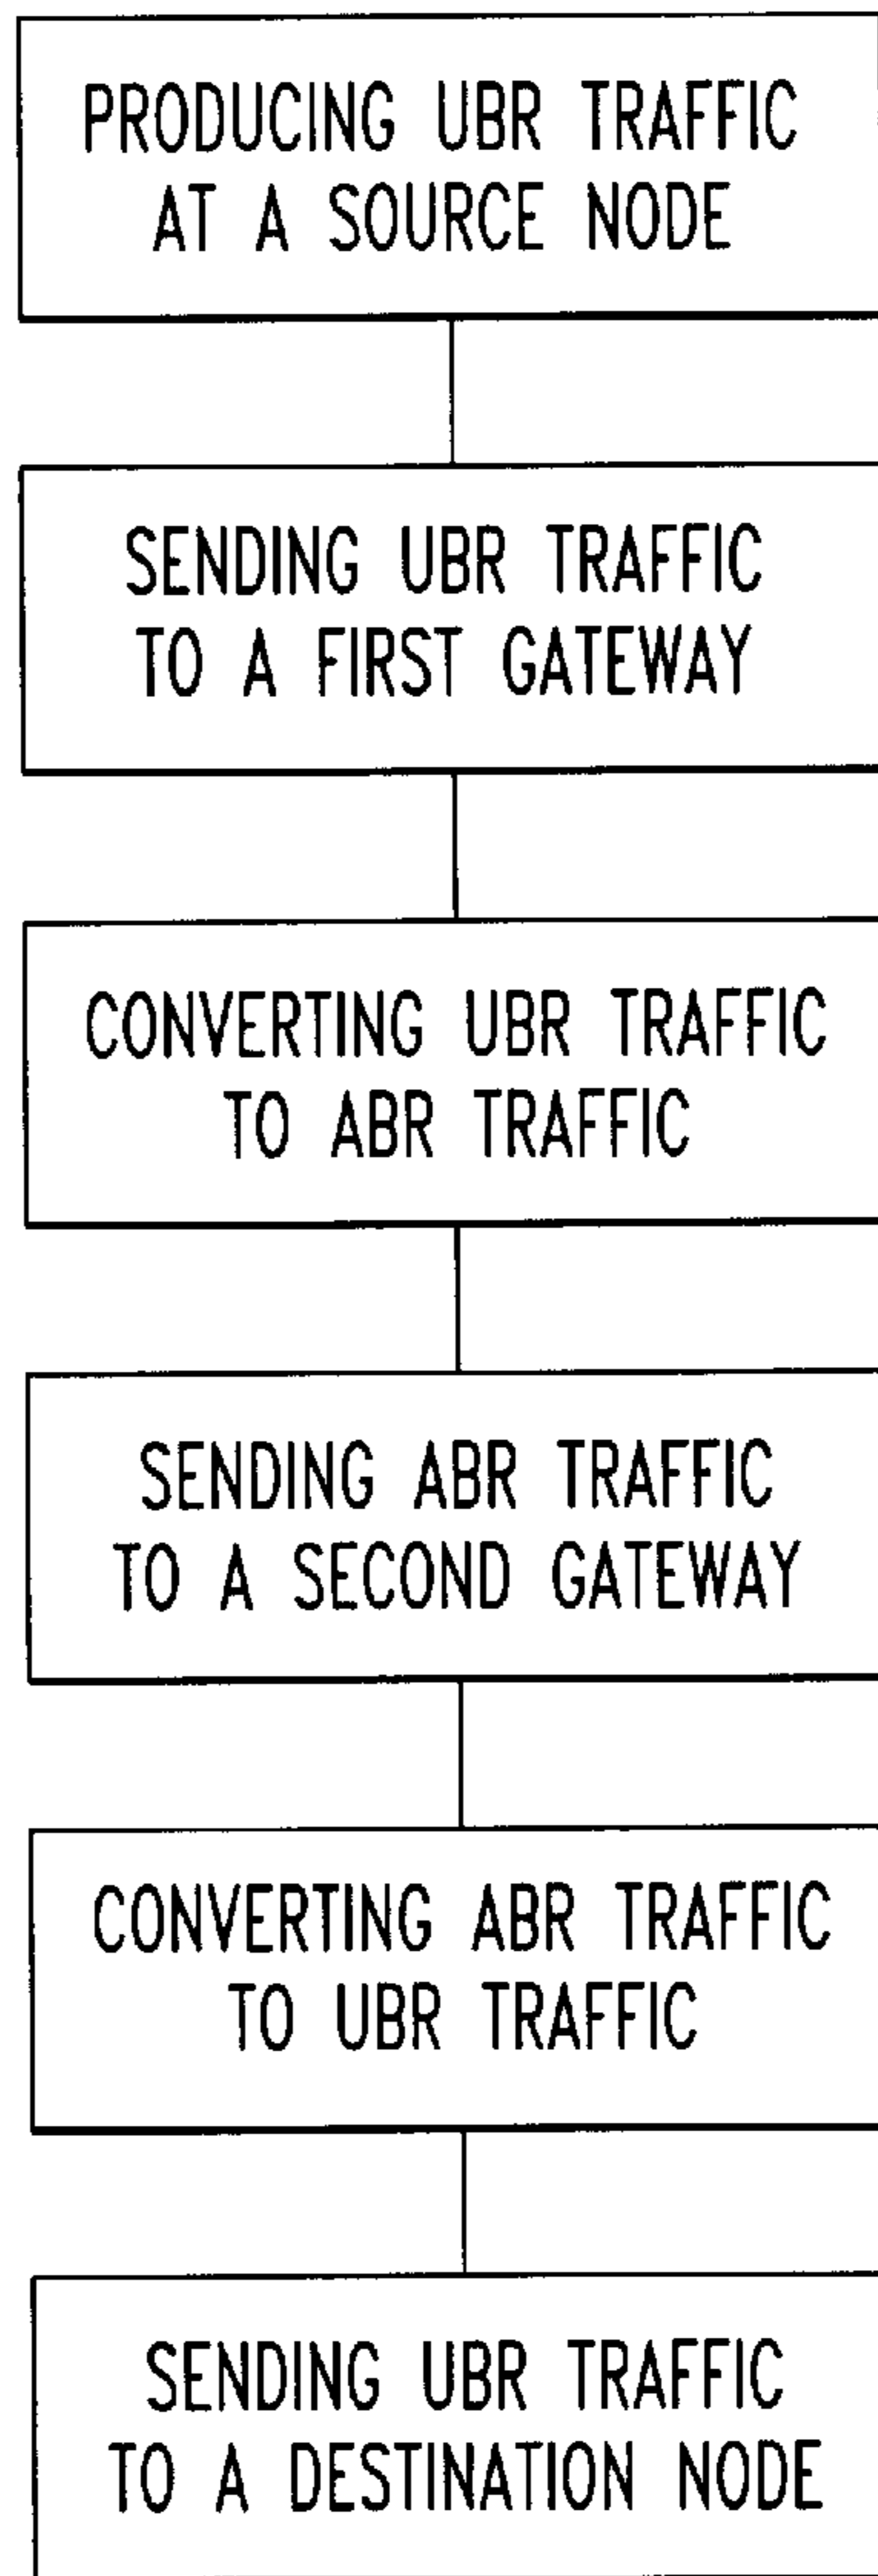 PRODUCING UBR TRAFFIC
AT A SOURCE NODE
SENDING UBR TRAFFIC
TO A FIRST GATEWAY
CONVERTING UBR TRAFFIC
TO ABR TRAFFIC
SENDING ABR TRAFFIC
TO A SECOND GATEWAY
CONVERTING ABR TRAFFIC
TO UBR TRAFFIC
SENDING UBR TRAFFIC
TO A DESTINATION NODE